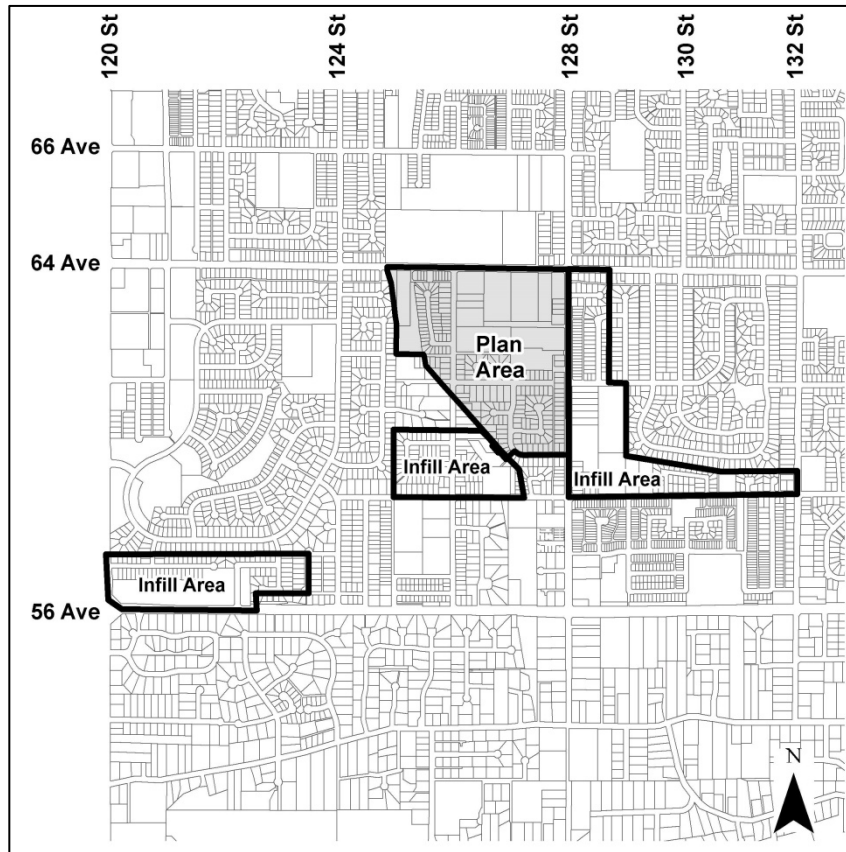 120 St
124 St
128 St
130 St
132 St
66 Ave
64 Ave
Plan
Area
Infill Area
Infill Area
Infill Area
56 Ave
N